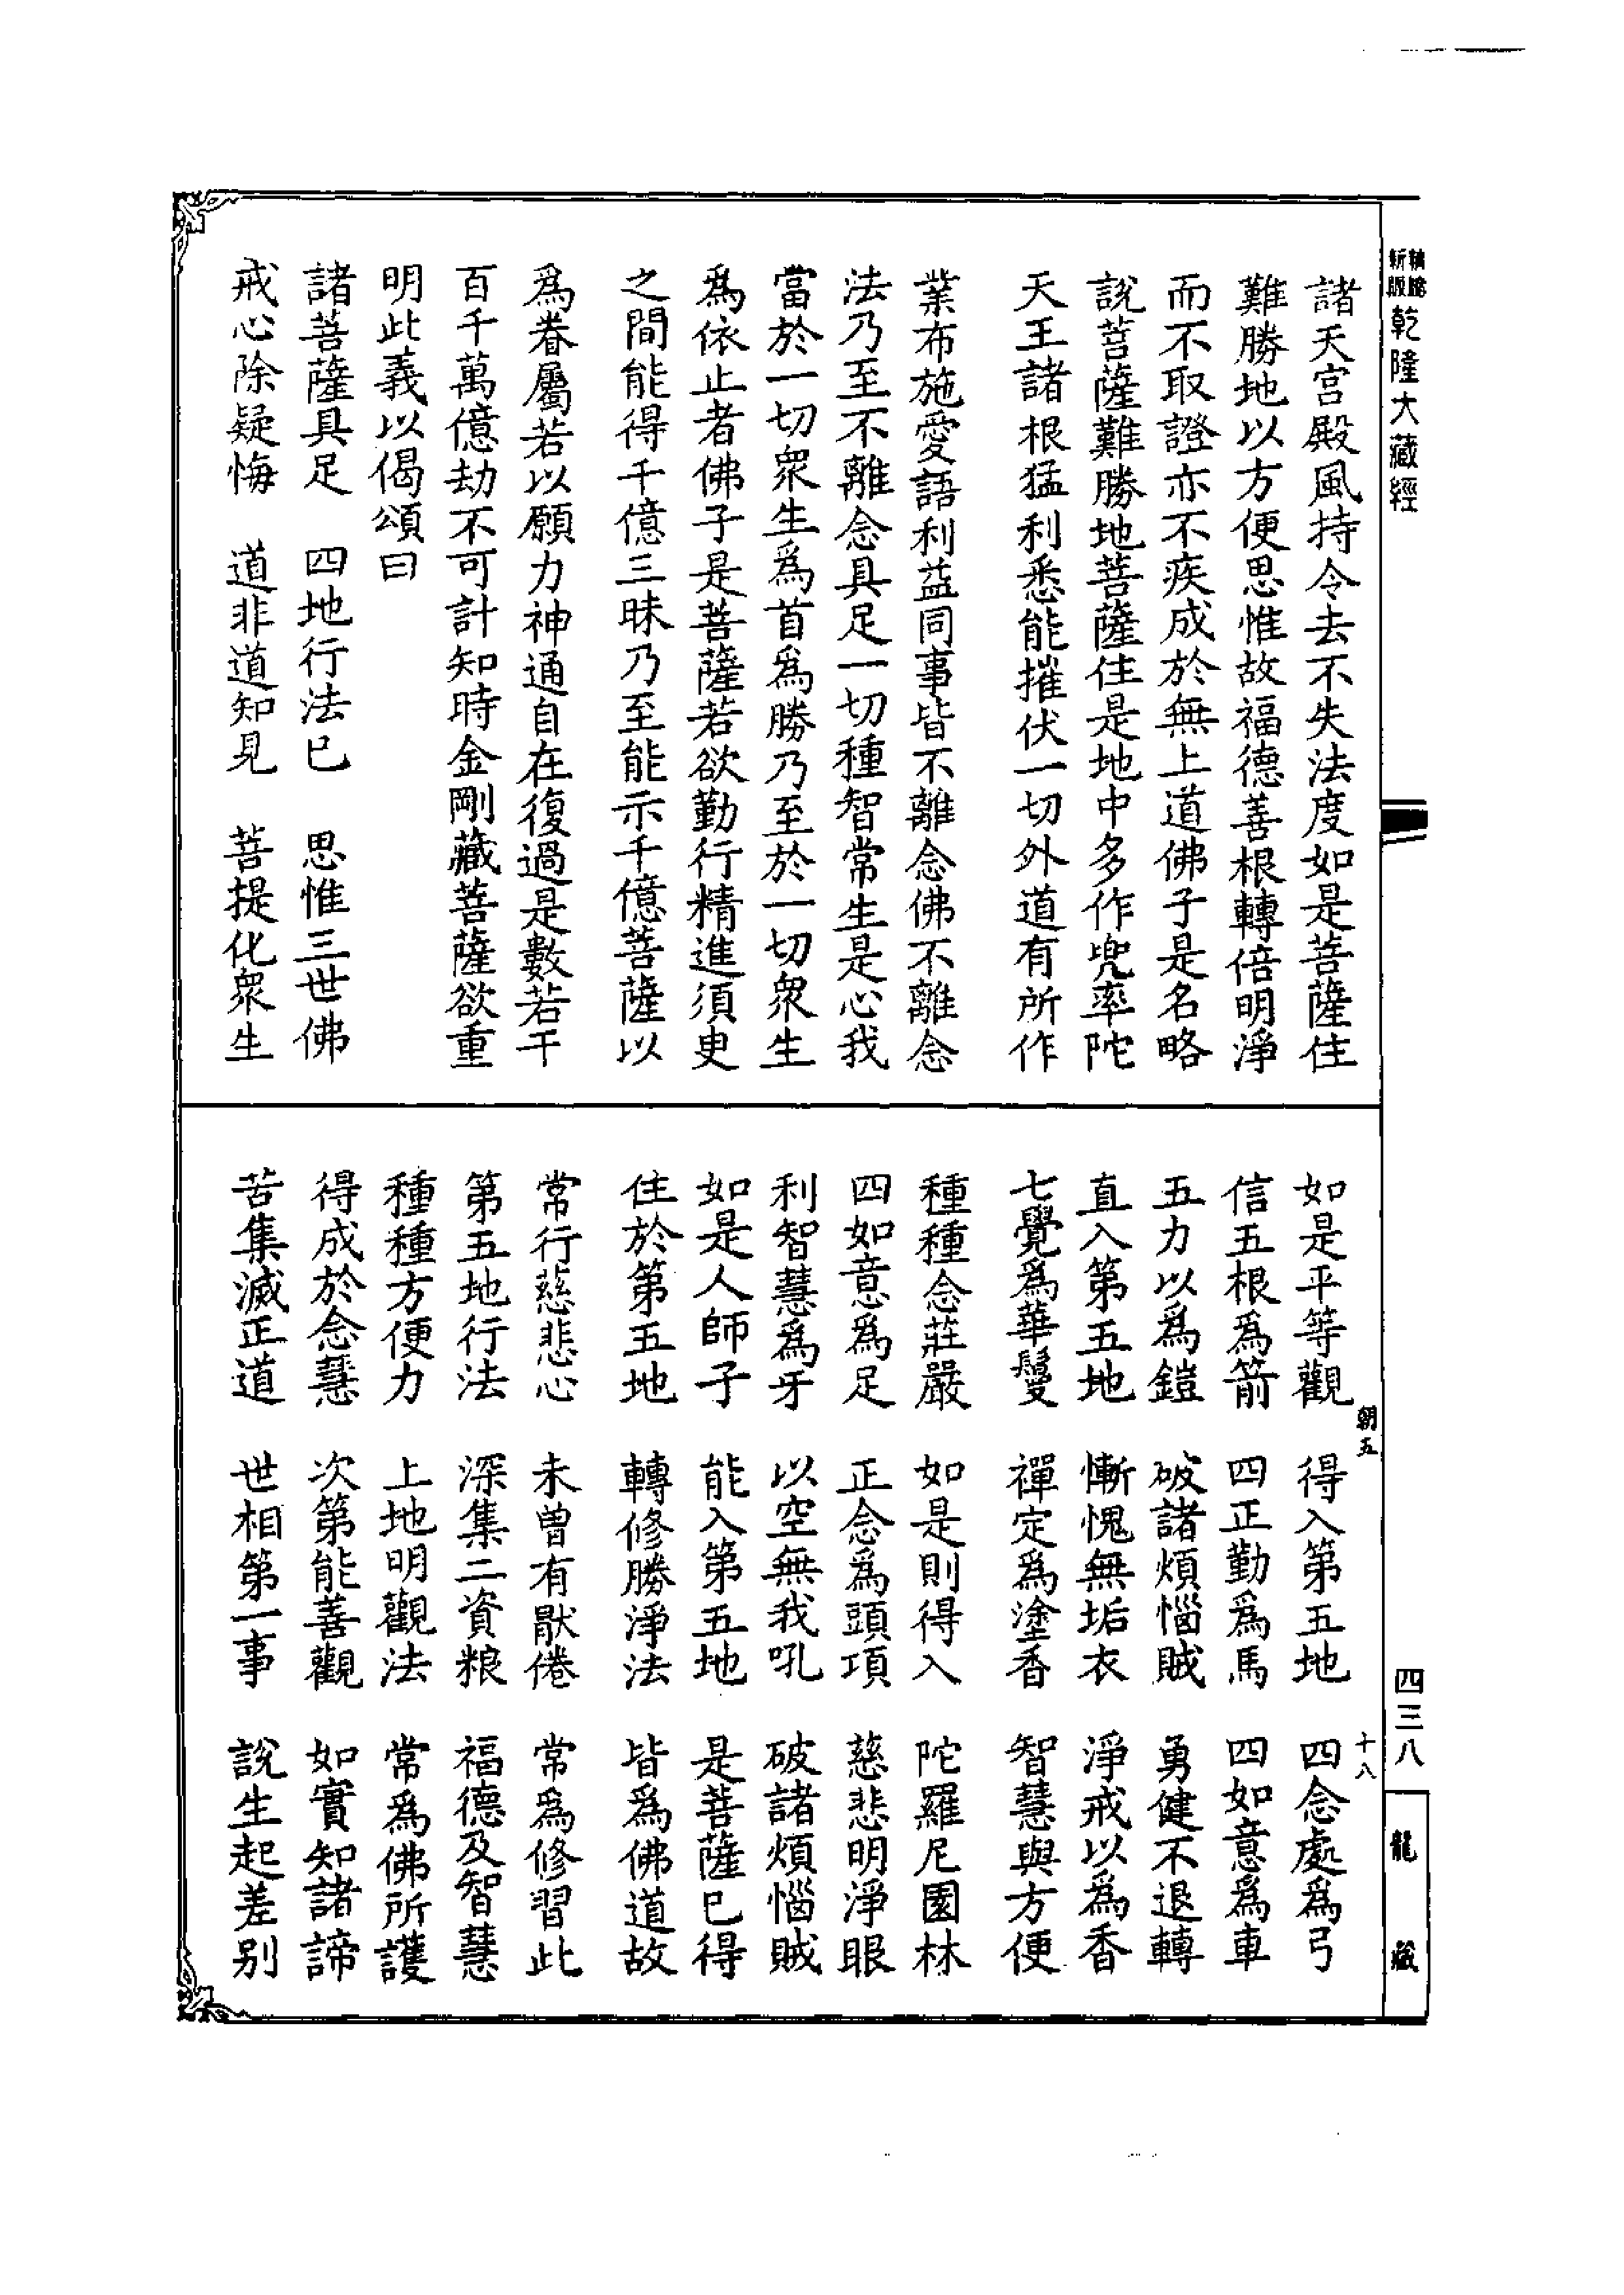 新版
乾隆大藏經
諸天宮殿風持令去不失法度如是菩薩住
難勝地以方便思惟故福德善根轉倍明淨
而不取證亦不疾成於無上道佛子是名略
說菩薩難勝地菩薩住是地中多作兜率陀
天王諸根猛利悉能摧伏一切外道有所作
業布施愛語利益同事皆不離念佛不離念
法乃至不離念具足一切種智常生是心我
當於一切衆生爲首爲勝乃至於一切衆生
爲依止者佛子是菩薩若欲勤行精進須臾
之間能得千億三昧乃至能示千億菩薩以
爲眷屬若以願力神通自在復過是數若干
百千萬億劫不可計知時金剛藏菩薩欲重
明此義以偈頌曰
諸菩薩具足 四地行法已 思惟三世佛
戒心除疑悔 道非道知見 菩提化衆生
如是平等觀 得入第五地 四念處爲弓
信五根爲箭 四正勤爲馬 四如意爲車
五力以爲鎧 破諸煩惱賊 勇健不退轉
直入第五地 慚愧無垢衣 淨戒以爲香
七覺爲華鬘 禪定爲塗香 智慧與方便
種種念莊嚴 如是則得入 陀羅尼園林
四如意爲足 正念爲頭項 慈悲明淨眼
利智慧爲牙 以空無我吼 破諸煩惱賊
如是人師子 能入第五地 是菩薩已得
住於第五地 轉修勝淨法 皆爲佛道故
常行慈悲心 未曾有厭倦 常爲修習此
第五地行法 深集二資粮 福德及智慧
種種方便力 上地明觀法 常爲佛所護
得成於念慧 次第能善觀 如實知諸諦
苦集滅正道 世相第一事 說生起差别
朝五
十八
四三八
龍藏